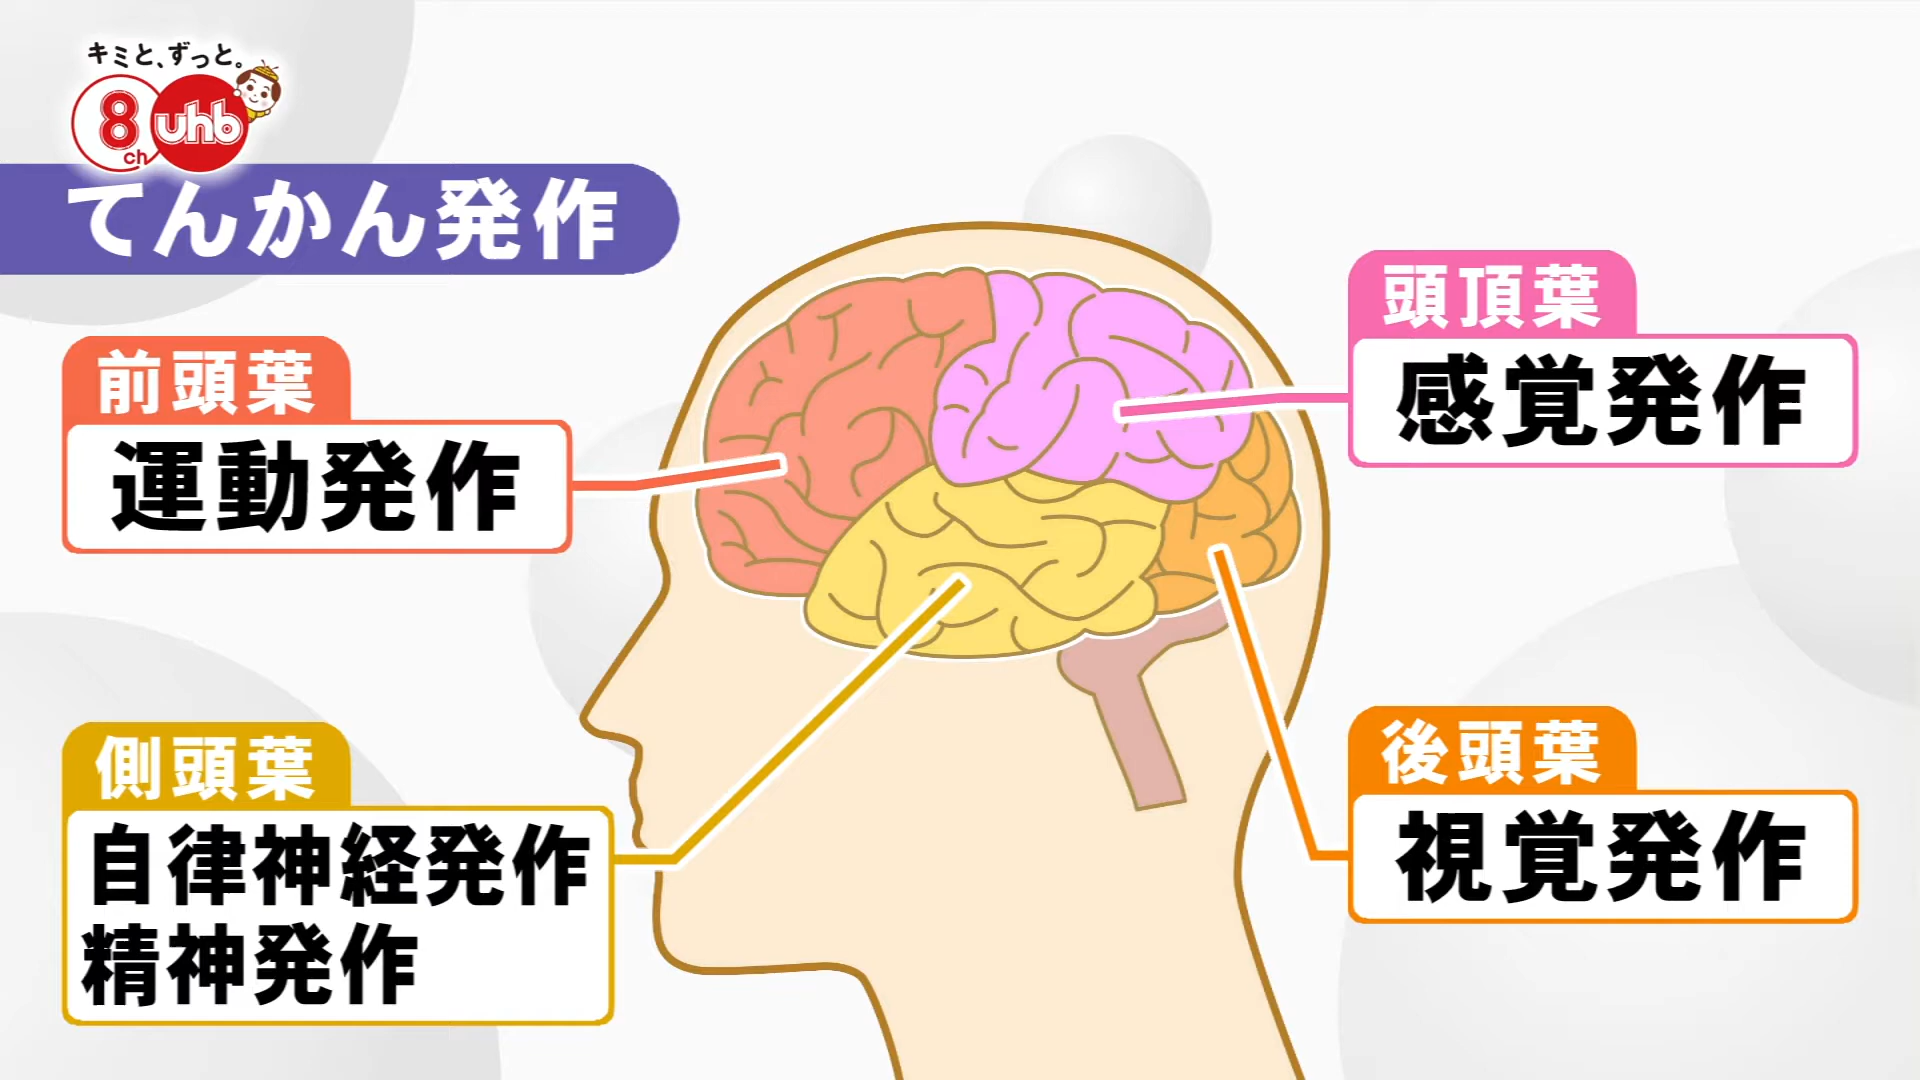 キミと、ずっと。
8ch uhb
てんかん発作
前頭葉
運動発作
頭頂葉
感覚発作
側頭葉
自律神経発作
精神発作
後頭葉
視覚発作